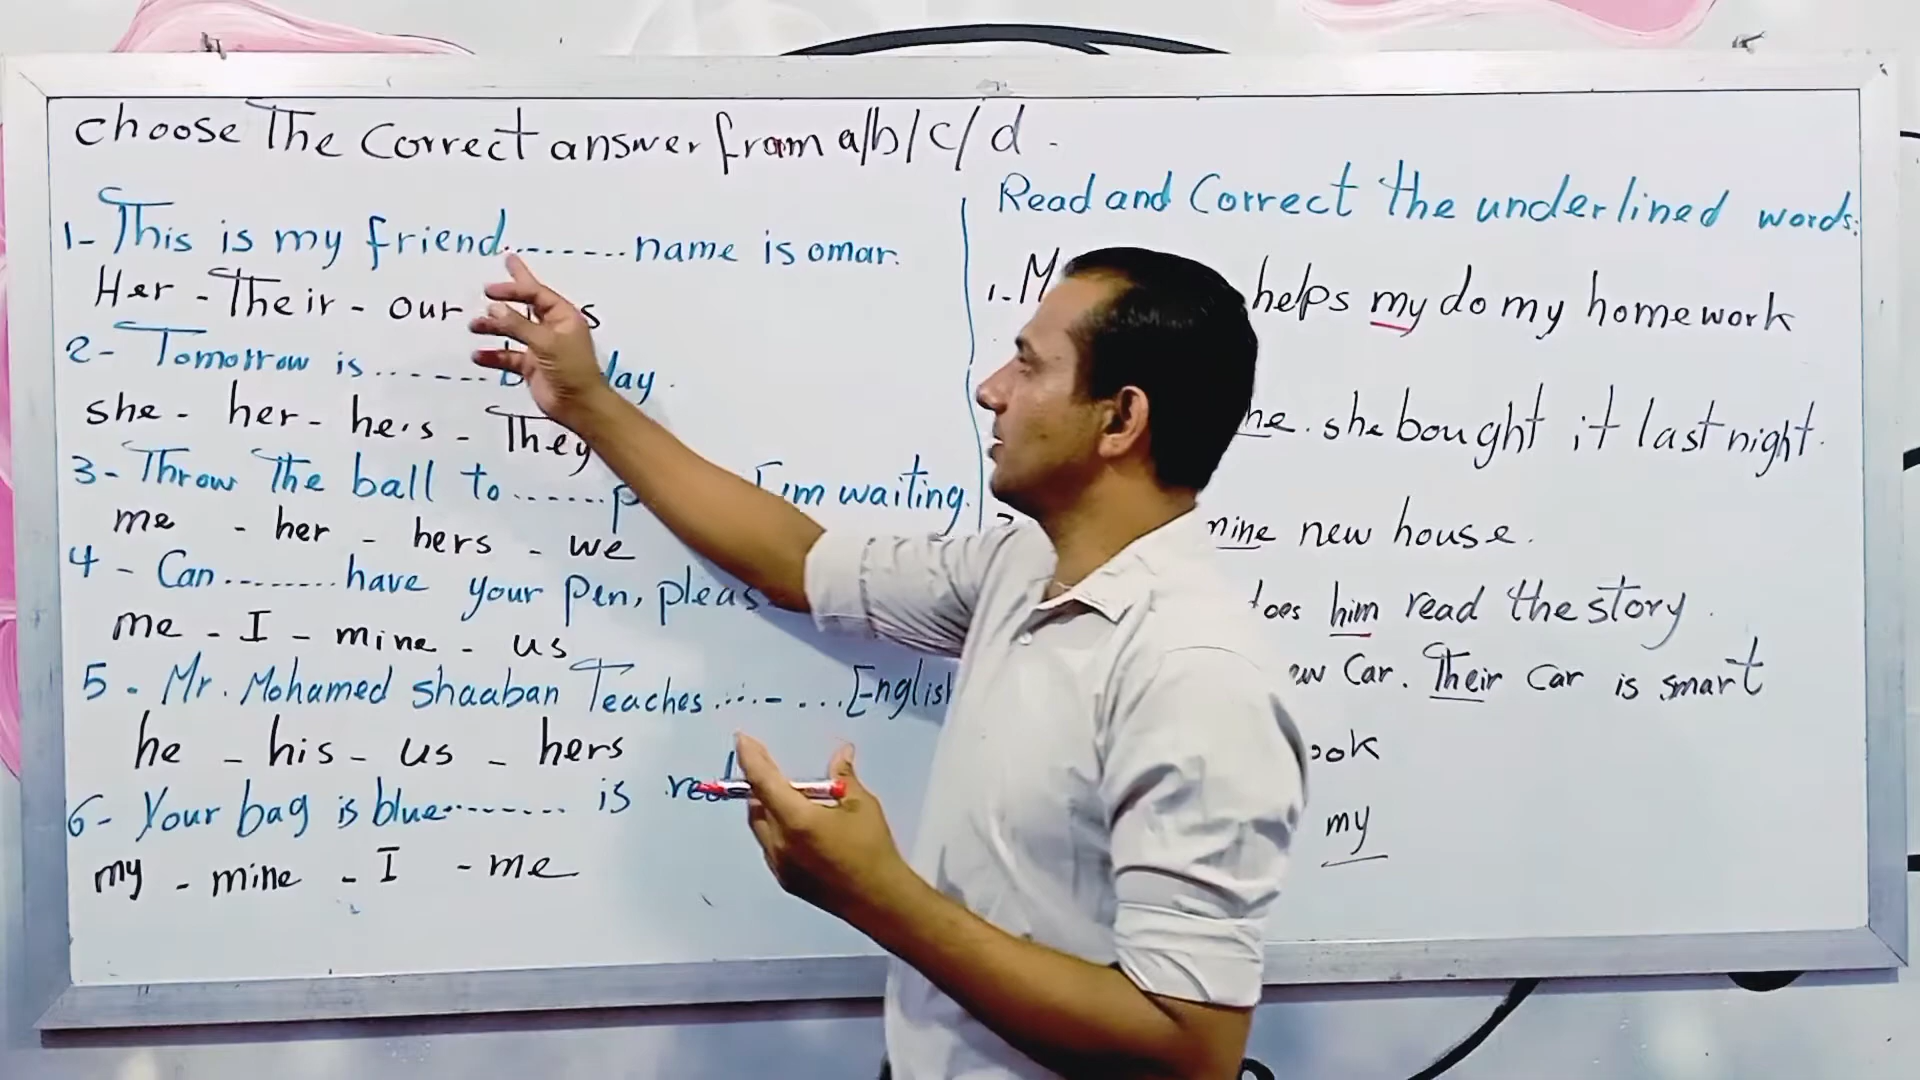 choose The Correct answer from a/b/c/d.
1- This is my friend........name is omar.
Her - Their - our
2- Tomorrow is.......
she - her - hers - They
3- Throw The ball to....... I'm waiting.
me - her - hers - we
4- Can........have your pen,
me - I - mine - us
5. Mr. Mohamed shaaban Teaches.......English
he - his - us - hers
6- Your bag is blue........ is red
my - mine - I - me
Read and Correct the underlined words:
1- helps my do my homework
she bought it last night.
mine new house.
him read the story.
Car. Their car is smart
my